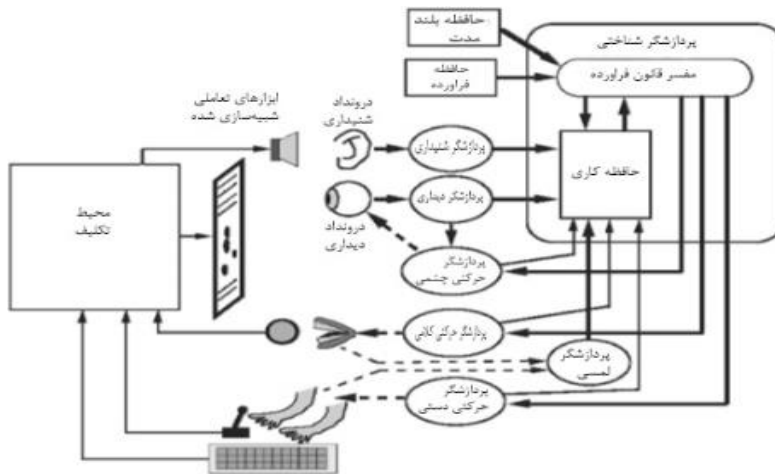 حافظه بلند
مدت
پردازشگر شناختی
مفسر قانون فراورده
حافظه
فراورده
ابزارهای تعاملی
شبیه‌سازی شده
درونداد
شنیداری
پردازشگر شنیداری
حافظه کاری
پردازشگر دیداری
محیط
تکلیف
درونداد
دیداری
پردازشگر
حرکتی چشمی
پردازشگر حرکتی کلامی
پردازشگر
لمسی
پردازشگر
حرکتی دستی